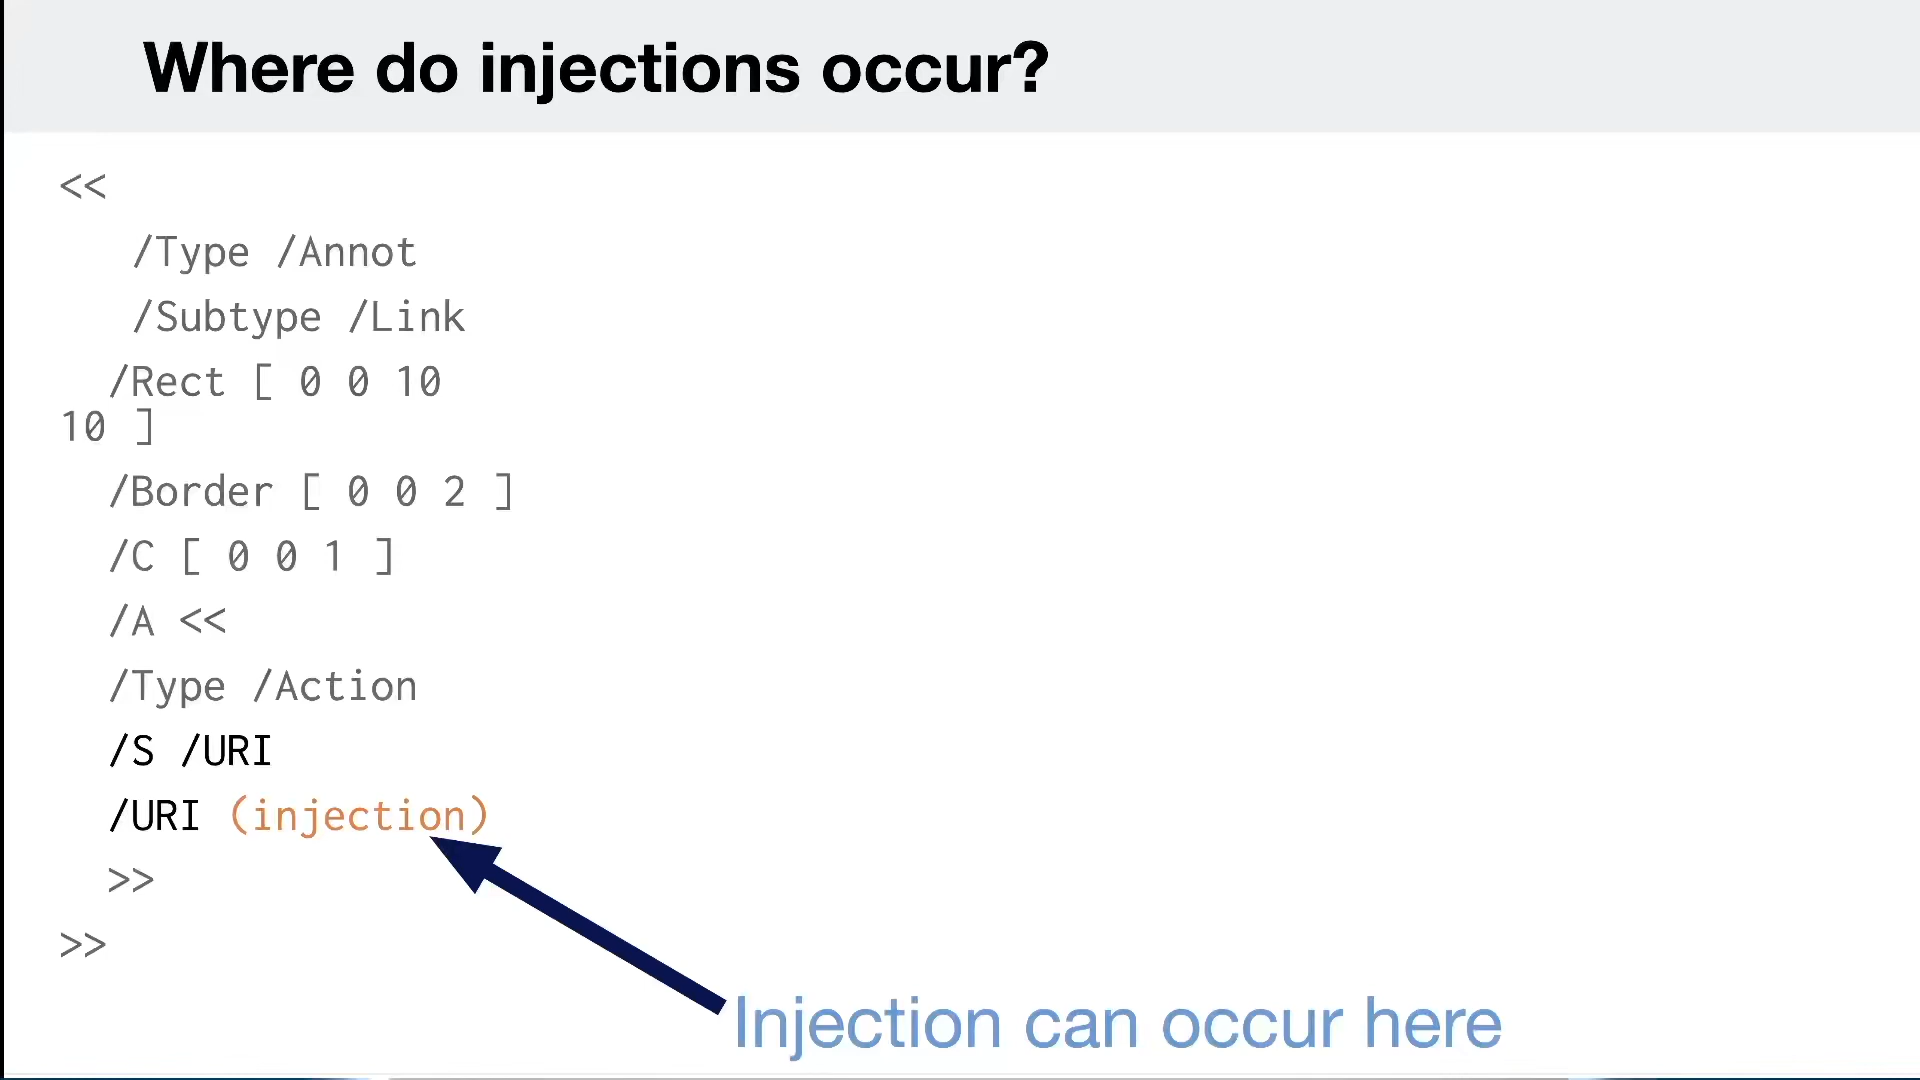 Where do injections occur?
<<
/Type /Annot
/Subtype /Link
/Rect [ 0 0 10
10 ]
/Border [ 0 0 2 ]
/C [ 0 0 1 ]
/A <<
/Type /Action
/S /URI
/URI (injection)
>>
>>
Injection can occur here